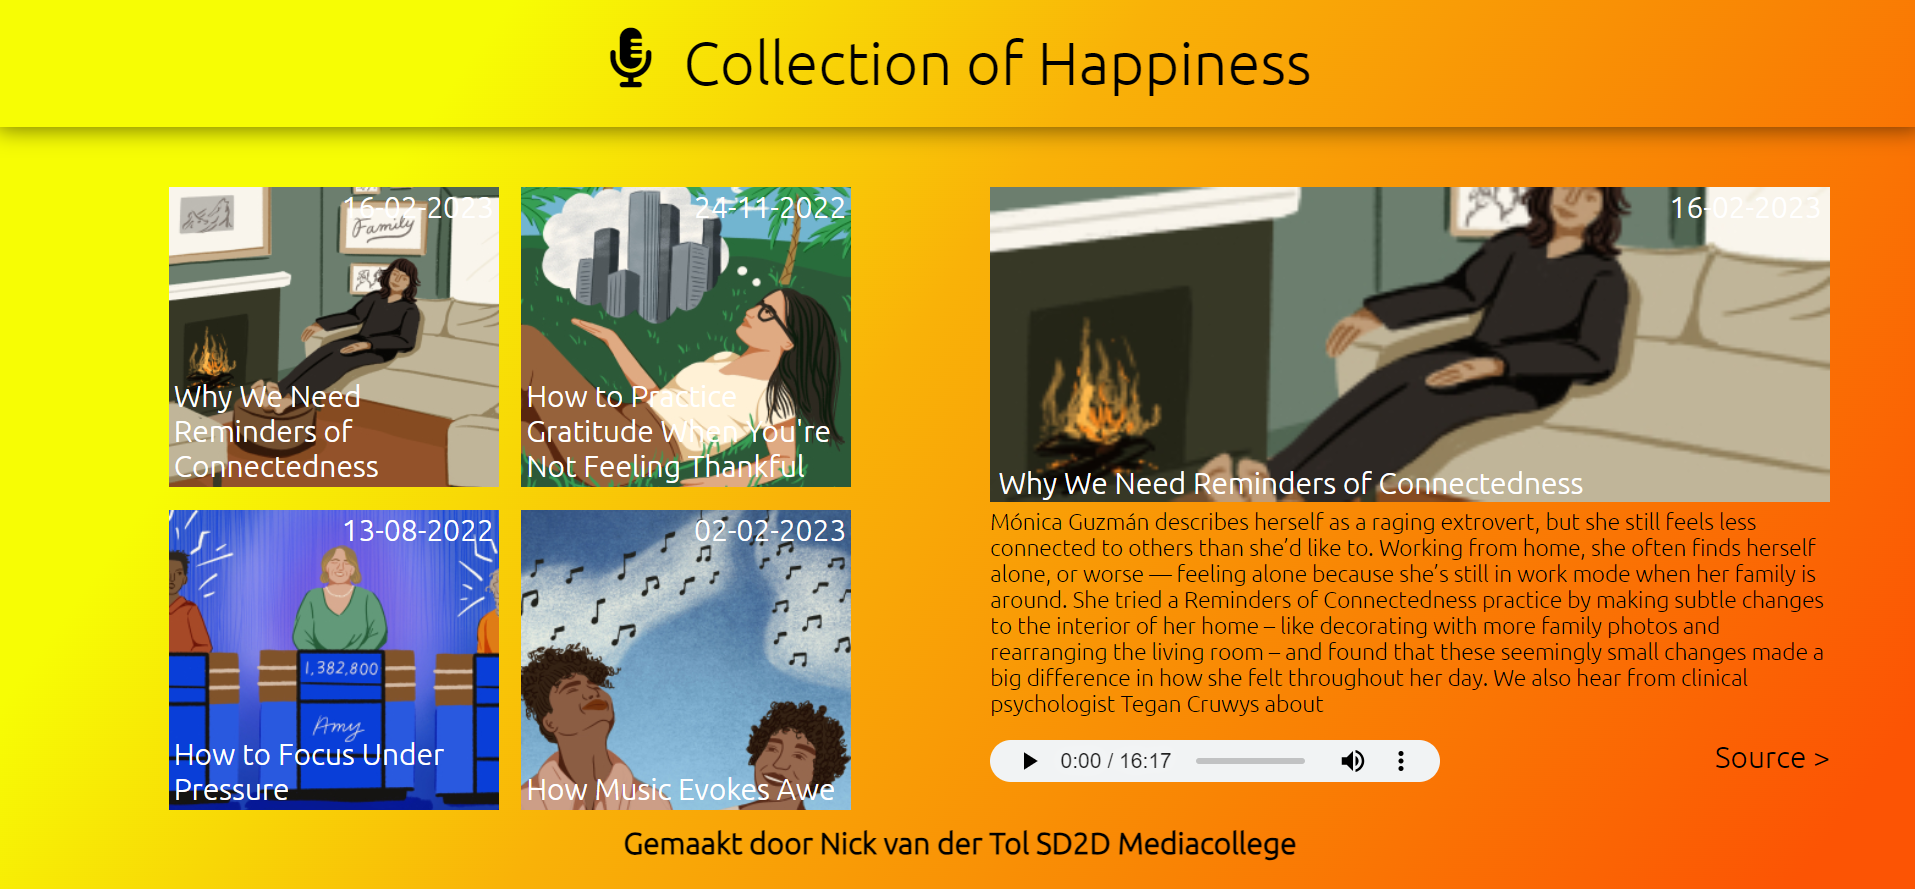 Collection of Happiness
16-02-2023
Family
Why We Need
Reminders of
Connectedness
24-11-2022
How to Practice
Gratitude When You're
Not Feeling Thankful
13-08-2022
1,382,800
Amy
How to Focus Under
Pressure
02-02-2023
How Music Evokes Awe
16-02-2023
Why We Need Reminders of Connectedness
Mónica Guzmán describes herself as a raging extrovert, but she still feels less
connected to others than she’d like to. Working from home, she often finds herself
alone, or worse — feeling alone because she’s still in work mode when her family is
around. She tried a Reminders of Connectedness practice by making subtle changes
to the interior of her home – like decorating with more family photos and
rearranging the living room – and found that these seemingly small changes made a
big difference in how she felt throughout her day. We also hear from clinical
psychologist Tegan Cruwys about
0:00 / 16:17
Source >
Gemaakt door Nick van der Tol SD2D Mediacollege